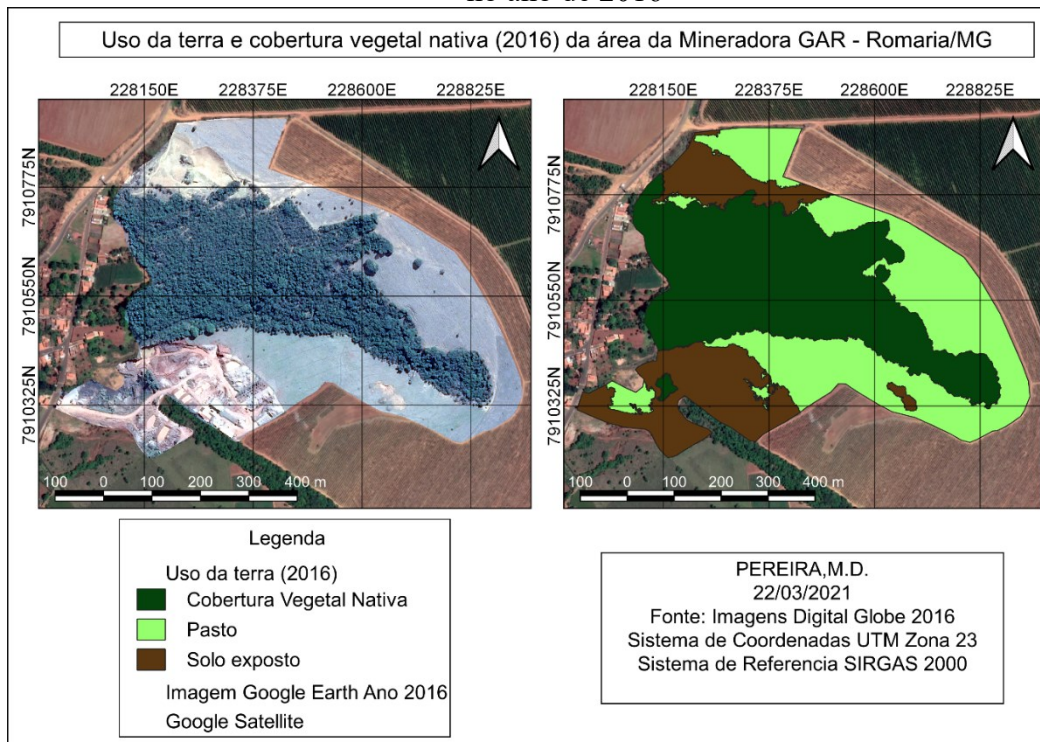 no ano de 2016
Uso da terra e cobertura vegetal nativa (2016) da área da Mineradora GAR - Romaria/MG
228150E 228375E 228600E 228825E
7910775N
7910550N
7910325N
100 0 100 200 300 400 m
228150E 228375E 228600E 228825E
7910775N
7910550N
7910325N
100 0 100 200 300 400 m
Legenda
Uso da terra (2016)
Cobertura Vegetal Nativa
Pasto
Solo exposto
Imagem Google Earth Ano 2016
Google Satellite
PEREIRA,M.D.
22/03/2021
Fonte: Imagens Digital Globe 2016
Sistema de Coordenadas UTM Zona 23
Sistema de Referencia SIRGAS 2000